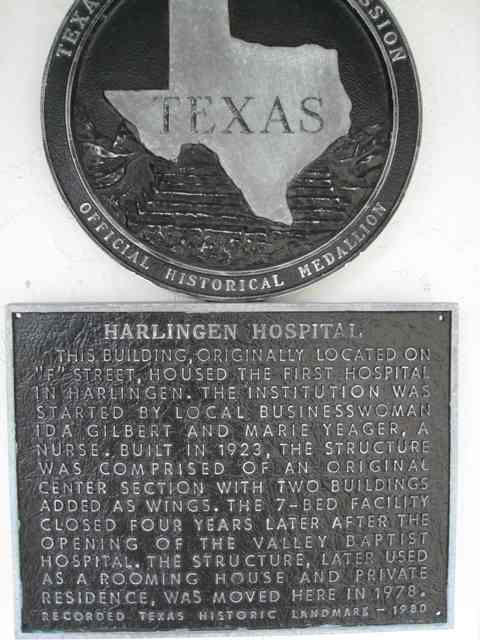 TEXA
SSION
TEXAS
OFFICIAL HISTORICAL MEDALLION
HARLINGEN HOSPITAL
THIS BUILDING, ORIGINALLY LOCATED ON
"F" STREET, HOUSED THE FIRST HOSPITAL
IN HARLINGEN. THE INSTITUTION WAS
STARTED BY LOCAL BUSINESSWOMAN
IDA GILBERT AND MARIE YEAGER, A
NURSE. BUILT IN 1923, THE STRUCTURE
WAS COMPRISED OF AN ORIGINAL
CENTER SECTION WITH TWO BUILDINGS
ADDED AS WINGS. THE 7-BED FACILITY
CLOSED FOUR YEARS LATER AFTER THE
OPENING OF THE VALLEY BAPTIST
HOSPITAL. THE STRUCTURE, LATER USED
AS A ROOMING HOUSE AND PRIVATE
RESIDENCE, WAS MOVED HERE IN 1978.
RECORDED TEXAS HISTORIC LANDMARK - 1980